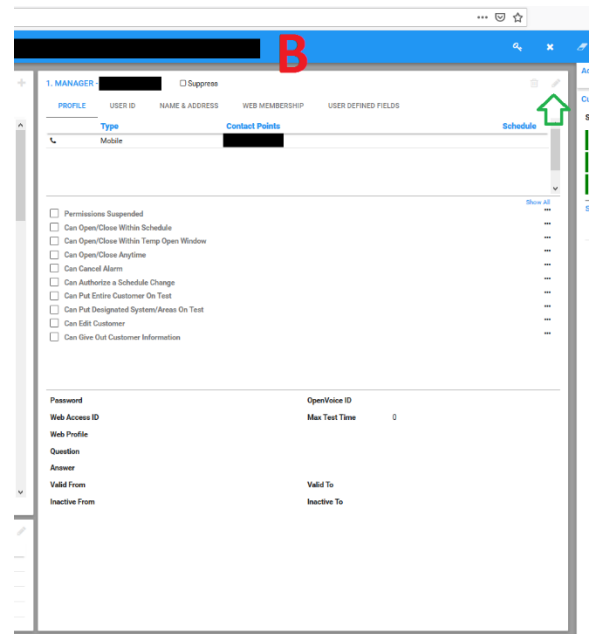 B
1. MANAGER - Suppress
PROFILE USER ID NAME & ADDRESS WEB MEMBERSHIP USER DEFINED FIELDS
Type Contact Points Schedule
Mobile
Show All
Permissions Suspended
Can Open/Close Within Schedule
Can Open/Close Within Temp Open Window
Can Open/Close Anytime
Can Cancel Alarm
Can Authorize a Schedule Change
Can Put Entire Customer On Test
Can Put Designated System/Areas On Test
Can Edit Customer
Can Give Out Customer Information
Password OpenVoice ID
Web Access ID Max Test Time 0
Web Profile
Question
Answer
Valid From Valid To
Inactive From Inactive To